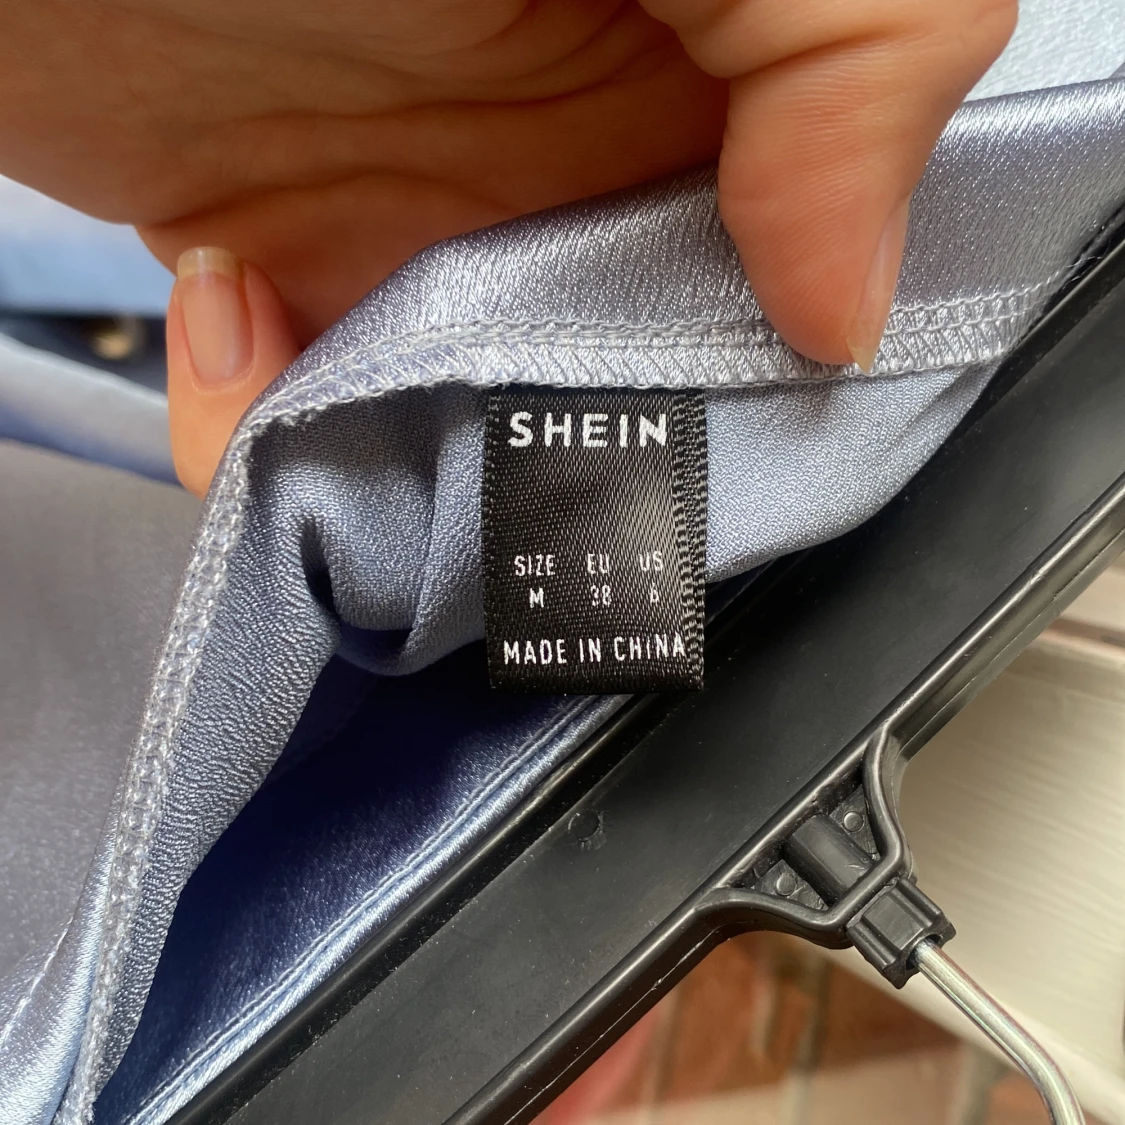 SHEIN
SIZE EU US
M 38 6
MADE IN CHINA